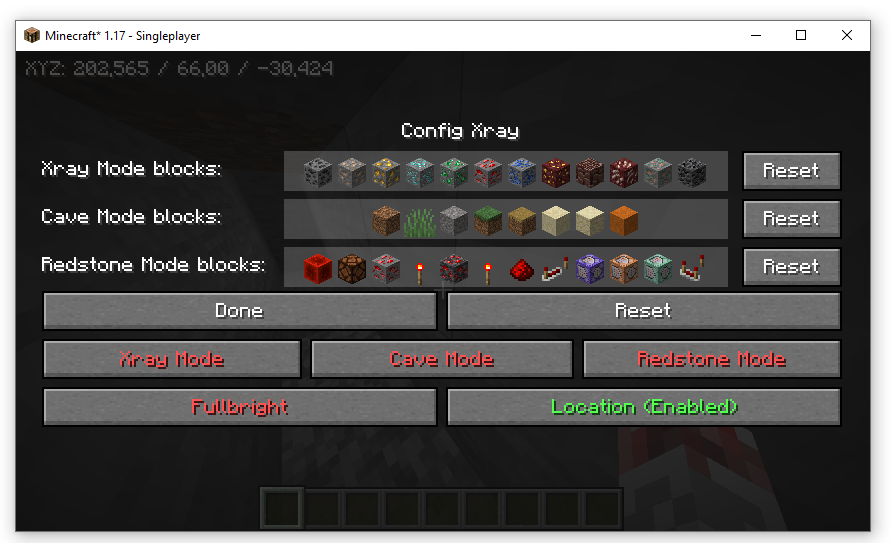 Minecraft* 1.17 - Singleplayer
XYZ: 202,565 / 66,00 / -30,424
Config Xray
Xray Mode blocks:
Reset
Cave Mode blocks:
Reset
Redstone Mode blocks:
Reset
Done
Reset
Xray Mode
Cave Mode
Redstone Mode
Fullbright
Location (Enabled)